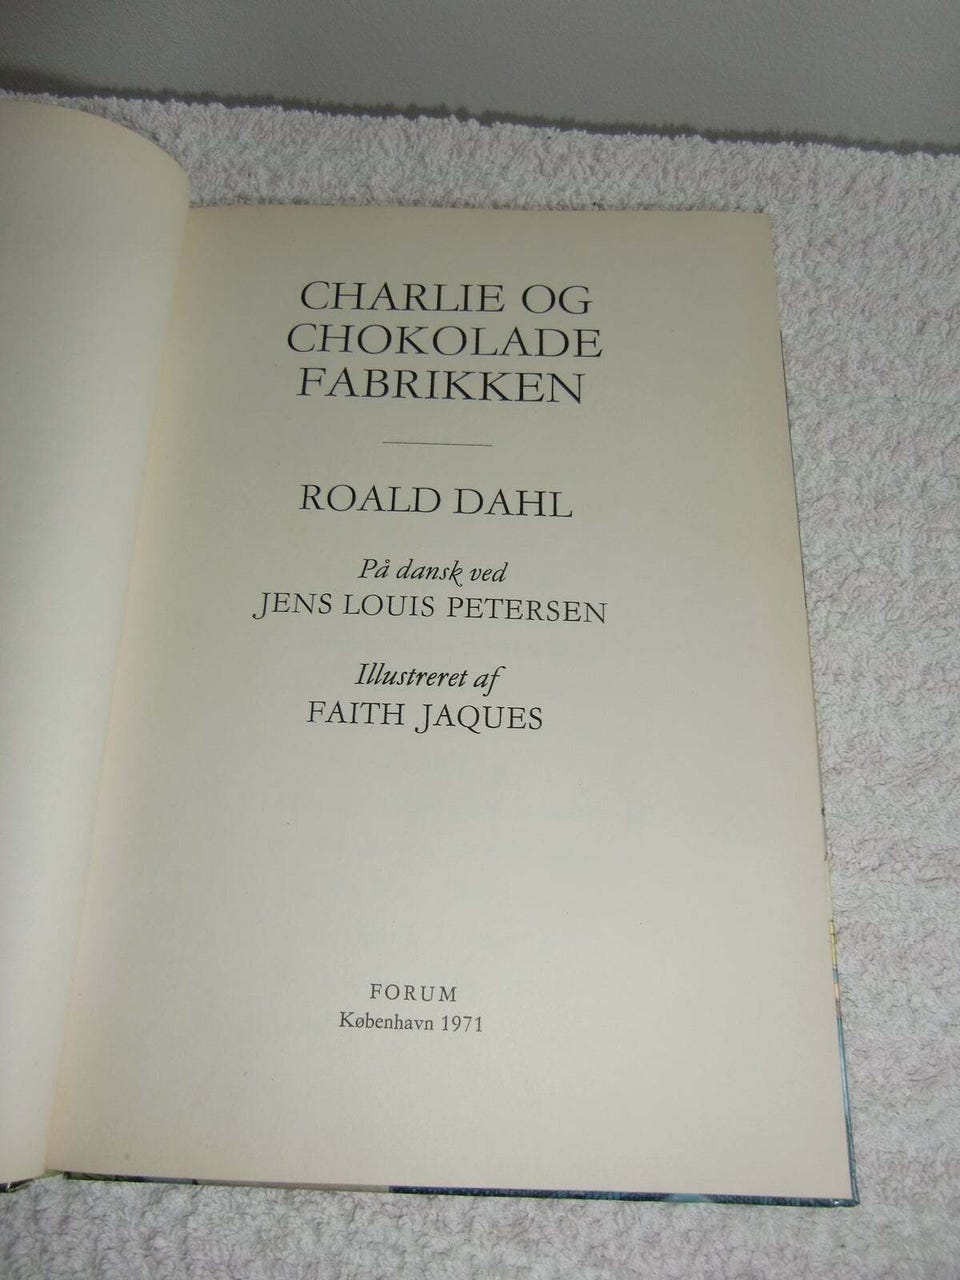 CHARLIE OG
CHOKOLADE
FABRIKKEN
ROALD DAHL
På dansk ved
JENS LOUIS PETERSEN
Illustreret af
FAITH JAQUES
FORUM
København 1971